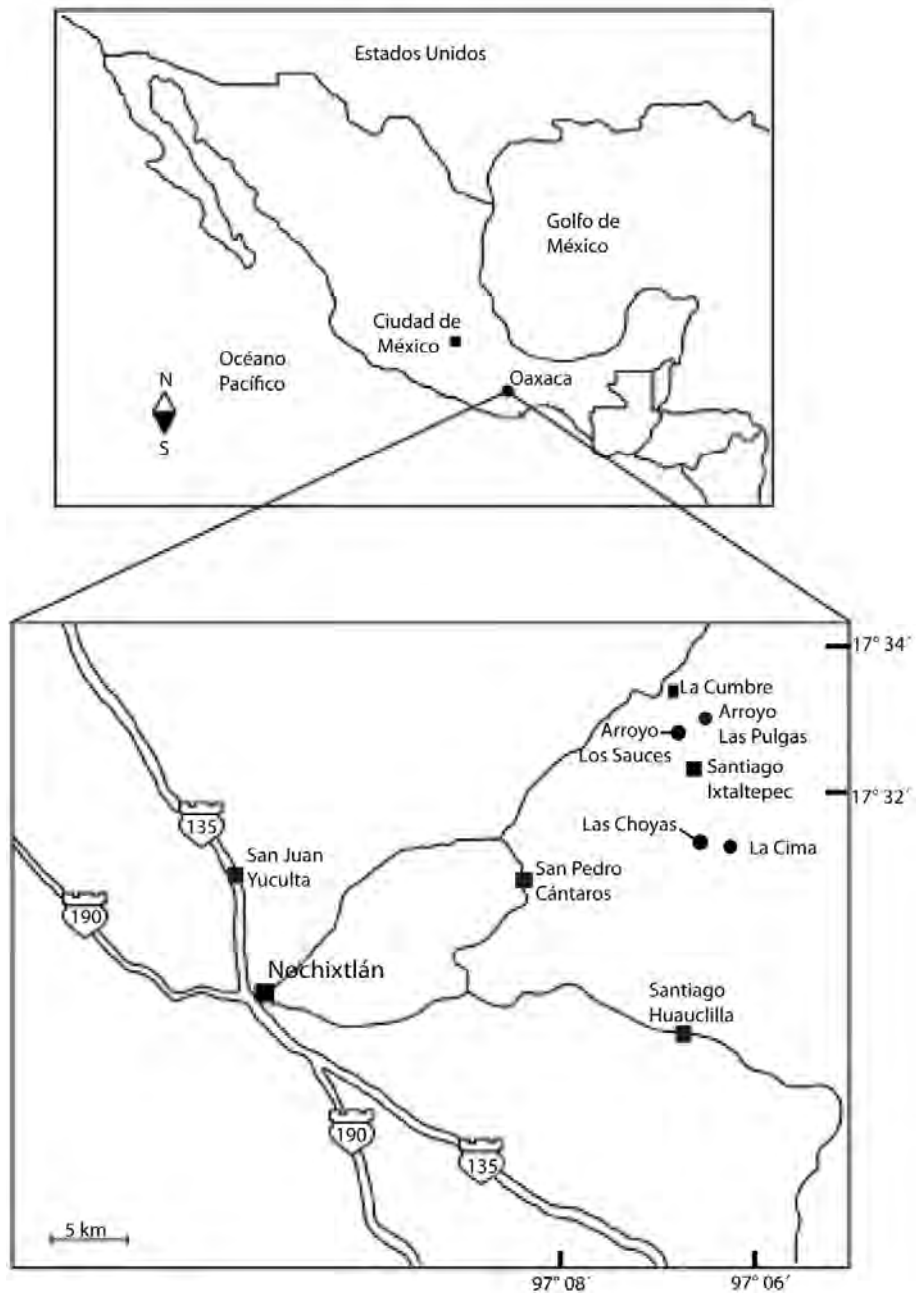 Estados Unidos
Golfo de
México
Ciudad de
México
Océano
Pacífico
Oaxaca
N
S
17° 34´
La Cumbre
Arroyo
Las Pulgas
Arroyo
Los Sauces
Santiago
Ixtaltepec
17° 32´
Las Choyas
La Cima
135
San Juan
Yuculta
San Pedro
Cántaros
190
Nochixtlán
Santiago
Huauclilla
190
135
5 km
97° 08´
97° 06´